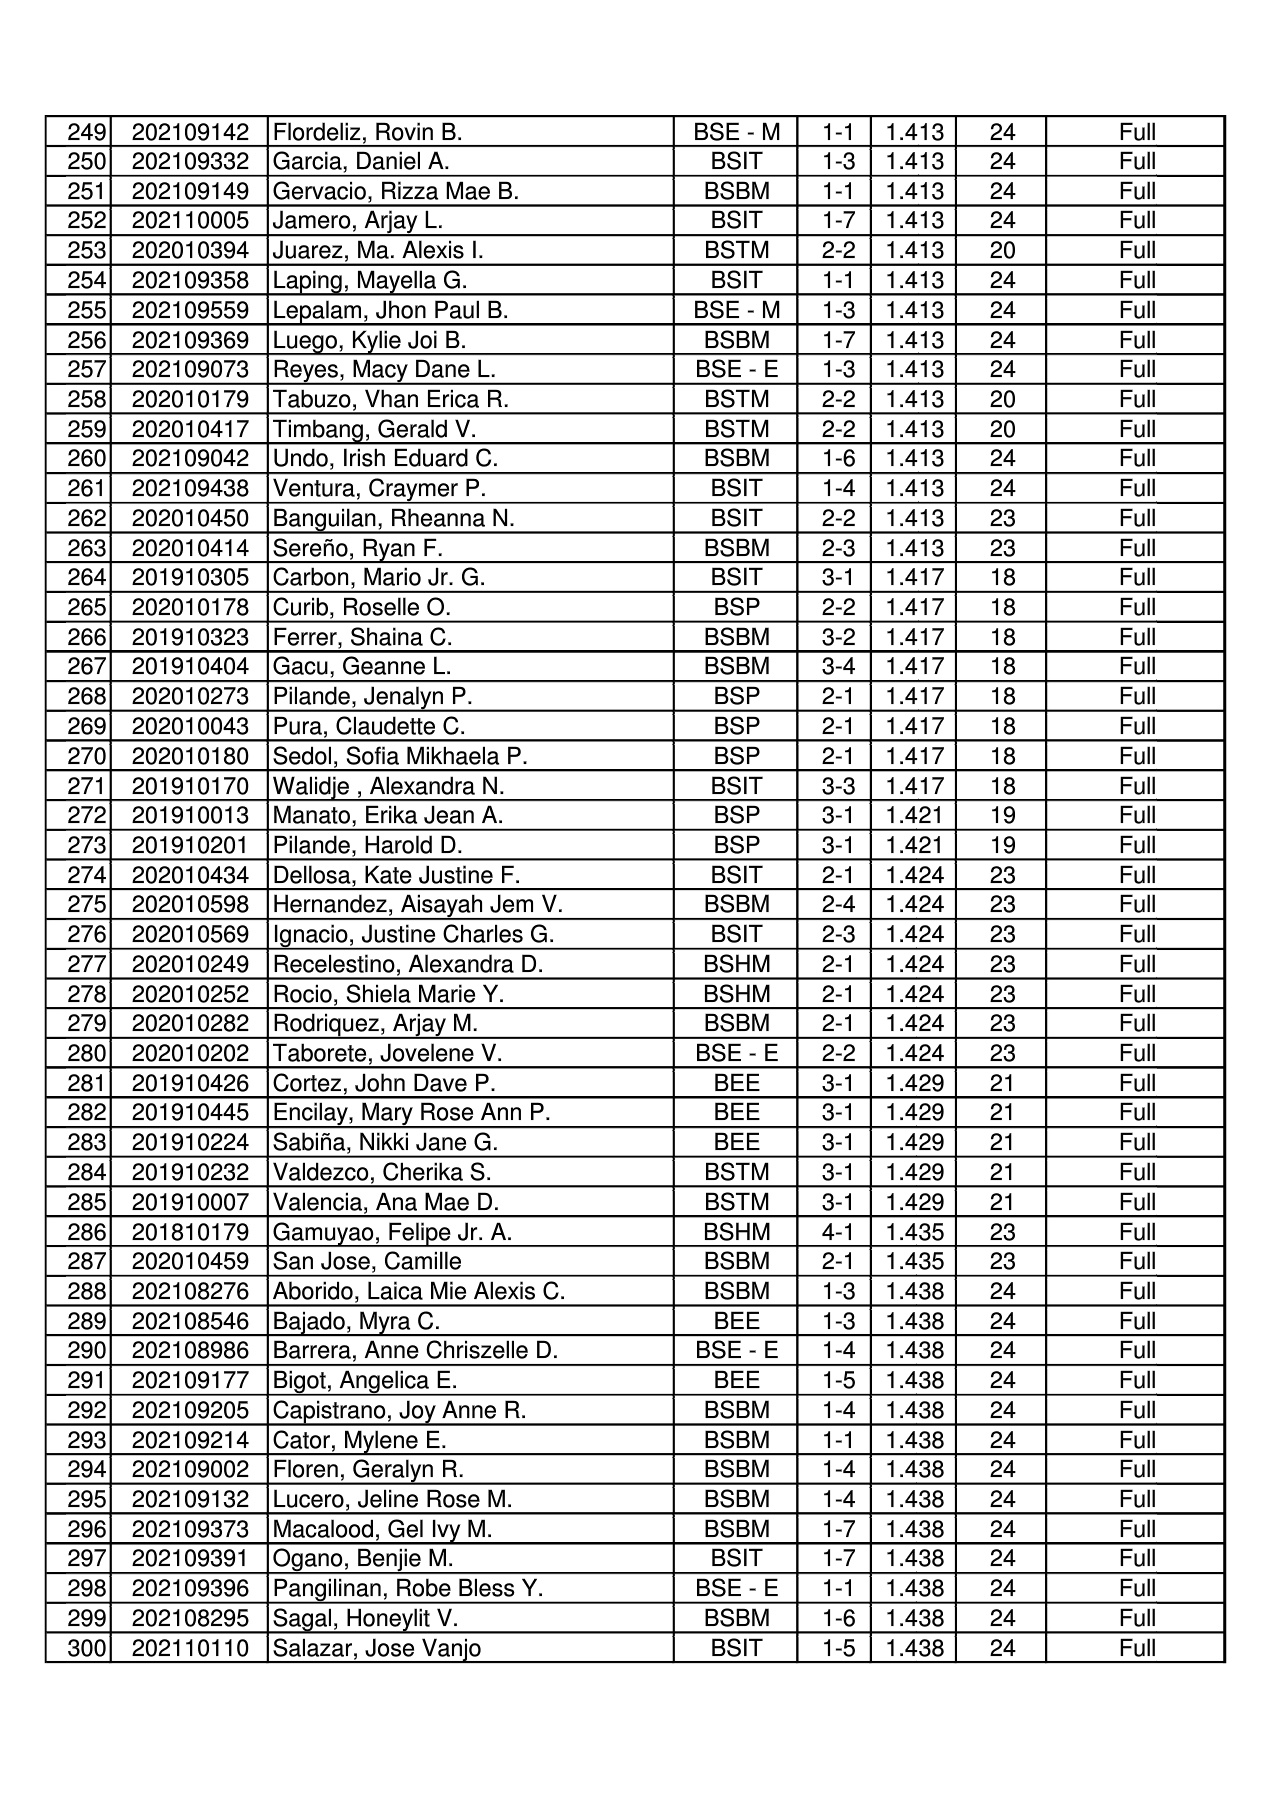 249 202109142 Flordeliz, Rovin B. BSE - M 1-1 1.413 24 Full
250 202109332 Garcia, Daniel A. BSIT 1-3 1.413 24 Full
251 202109149 Gervacio, Rizza Mae B. BSBM 1-1 1.413 24 Full
252 202110005 Jamero, Arjay L. BSIT 1-7 1.413 24 Full
253 202010394 Juarez, Ma. Alexis I. BSTM 2-2 1.413 20 Full
254 202109358 Laping, Mayella G. BSIT 1-1 1.413 24 Full
255 202109559 Lepalam, Jhon Paul B. BSE - M 1-3 1.413 24 Full
256 202109369 Luego, Kylie Joi B. BSBM 1-7 1.413 24 Full
257 202109073 Reyes, Macy Dane L. BSE - E 1-3 1.413 24 Full
258 202010179 Tabuzo, Vhan Erica R. BSTM 2-2 1.413 20 Full
259 202010417 Timbang, Gerald V. BSTM 2-2 1.413 20 Full
260 202109042 Undo, Irish Eduard C. BSBM 1-6 1.413 24 Full
261 202109438 Ventura, Craymer P. BSIT 1-4 1.413 24 Full
262 202010450 Banguilan, Rheanna N. BSIT 2-2 1.413 23 Full
263 202010414 Sereño, Ryan F. BSBM 2-3 1.413 23 Full
264 201910305 Carbon, Mario Jr. G. BSIT 3-1 1.417 18 Full
265 202010178 Curib, Roselle O. BSP 2-2 1.417 18 Full
266 201910323 Ferrer, Shaina C. BSBM 3-2 1.417 18 Full
267 201910404 Gacu, Geanne L. BSBM 3-4 1.417 18 Full
268 202010273 Pilande, Jenalyn P. BSP 2-1 1.417 18 Full
269 202010043 Pura, Claudette C. BSP 2-1 1.417 18 Full
270 202010180 Sedol, Sofia Mikhaela P. BSP 2-1 1.417 18 Full
271 201910170 Walidje , Alexandra N. BSIT 3-3 1.417 18 Full
272 201910013 Manato, Erika Jean A. BSP 3-1 1.421 19 Full
273 201910201 Pilande, Harold D. BSP 3-1 1.421 19 Full
274 202010434 Dellosa, Kate Justine F. BSIT 2-1 1.424 23 Full
275 202010598 Hernandez, Aisayah Jem V. BSBM 2-4 1.424 23 Full
276 202010569 Ignacio, Justine Charles G. BSIT 2-3 1.424 23 Full
277 202010249 Recelestino, Alexandra D. BSHM 2-1 1.424 23 Full
278 202010252 Rocio, Shiela Marie Y. BSHM 2-1 1.424 23 Full
279 202010282 Rodriquez, Arjay M. BSBM 2-1 1.424 23 Full
280 202010202 Taborete, Jovelene V. BSE - E 2-2 1.424 23 Full
281 201910426 Cortez, John Dave P. BEE 3-1 1.429 21 Full
282 201910445 Encilay, Mary Rose Ann P. BEE 3-1 1.429 21 Full
283 201910224 Sabiña, Nikki Jane G. BEE 3-1 1.429 21 Full
284 201910232 Valdezco, Cherika S. BSTM 3-1 1.429 21 Full
285 201910007 Valencia, Ana Mae D. BSTM 3-1 1.429 21 Full
286 201810179 Gamuyao, Felipe Jr. A. BSHM 4-1 1.435 23 Full
287 202010459 San Jose, Camille BSBM 2-1 1.435 23 Full
288 202108276 Aborido, Laica Mie Alexis C. BSBM 1-3 1.438 24 Full
289 202108546 Bajado, Myra C. BEE 1-3 1.438 24 Full
290 202108986 Barrera, Anne Chriszelle D. BSE - E 1-4 1.438 24 Full
291 202109177 Bigot, Angelica E. BEE 1-5 1.438 24 Full
292 202109205 Capistrano, Joy Anne R. BSBM 1-4 1.438 24 Full
293 202109214 Cator, Mylene E. BSBM 1-1 1.438 24 Full
294 202109002 Floren, Geralyn R. BSBM 1-4 1.438 24 Full
295 202109132 Lucero, Jeline Rose M. BSBM 1-4 1.438 24 Full
296 202109373 Macalood, Gel Ivy M. BSBM 1-7 1.438 24 Full
297 202109391 Ogano, Benjie M. BSIT 1-7 1.438 24 Full
298 202109396 Pangilinan, Robe Bless Y. BSE - E 1-1 1.438 24 Full
299 202108295 Sagal, Honeylit V. BSBM 1-6 1.438 24 Full
300 202110110 Salazar, Jose Vanjo BSIT 1-5 1.438 24 Full